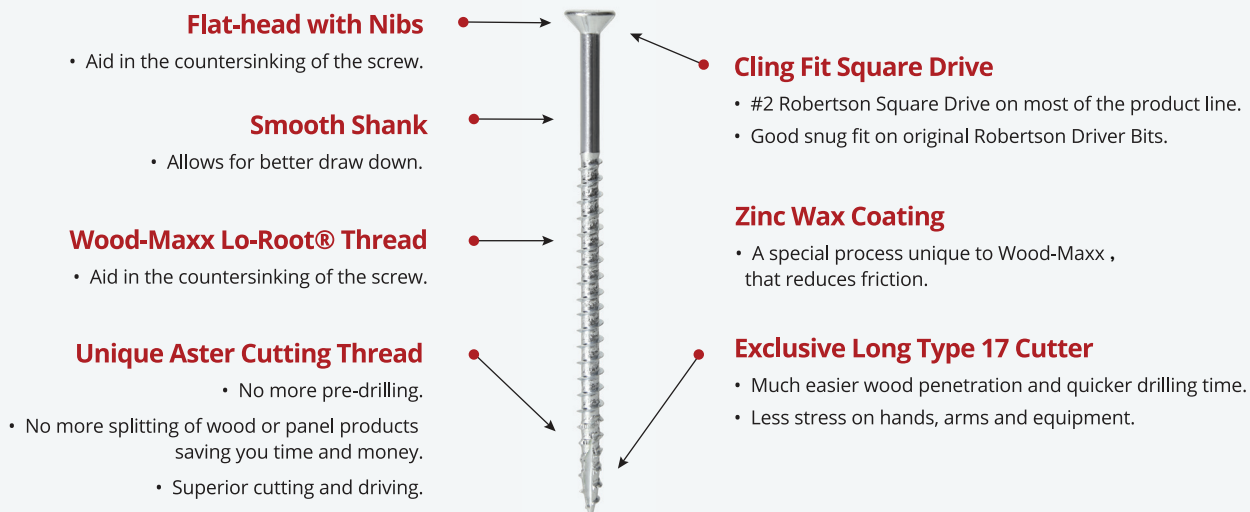 Flat-head with Nibs
• Aid in the countersinking of the screw.
Smooth Shank
• Allows for better draw down.
Wood-Maxx Lo-Root® Thread
• Aid in the countersinking of the screw.
Unique Aster Cutting Thread
• No more pre-drilling.
• No more splitting of wood or panel products
saving you time and money.
• Superior cutting and driving.
Cling Fit Square Drive
• #2 Robertson Square Drive on most of the product line.
• Good snug fit on original Robertson Driver Bits.
Zinc Wax Coating
• A special process unique to Wood-Maxx ,
that reduces friction.
Exclusive Long Type 17 Cutter
• Much easier wood penetration and quicker drilling time.
• Less stress on hands, arms and equipment.